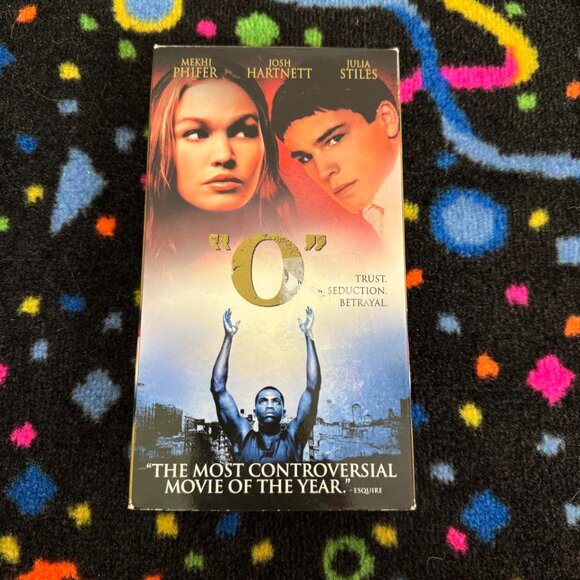 MEKHI PHIFER
JOSH HARTNETT
JULIA STILES
"O"
TRUST.
SEDUCTION.
BETRAYAL.
"THE MOST CONTROVERSIAL
MOVIE OF THE YEAR." -ESQUIRE